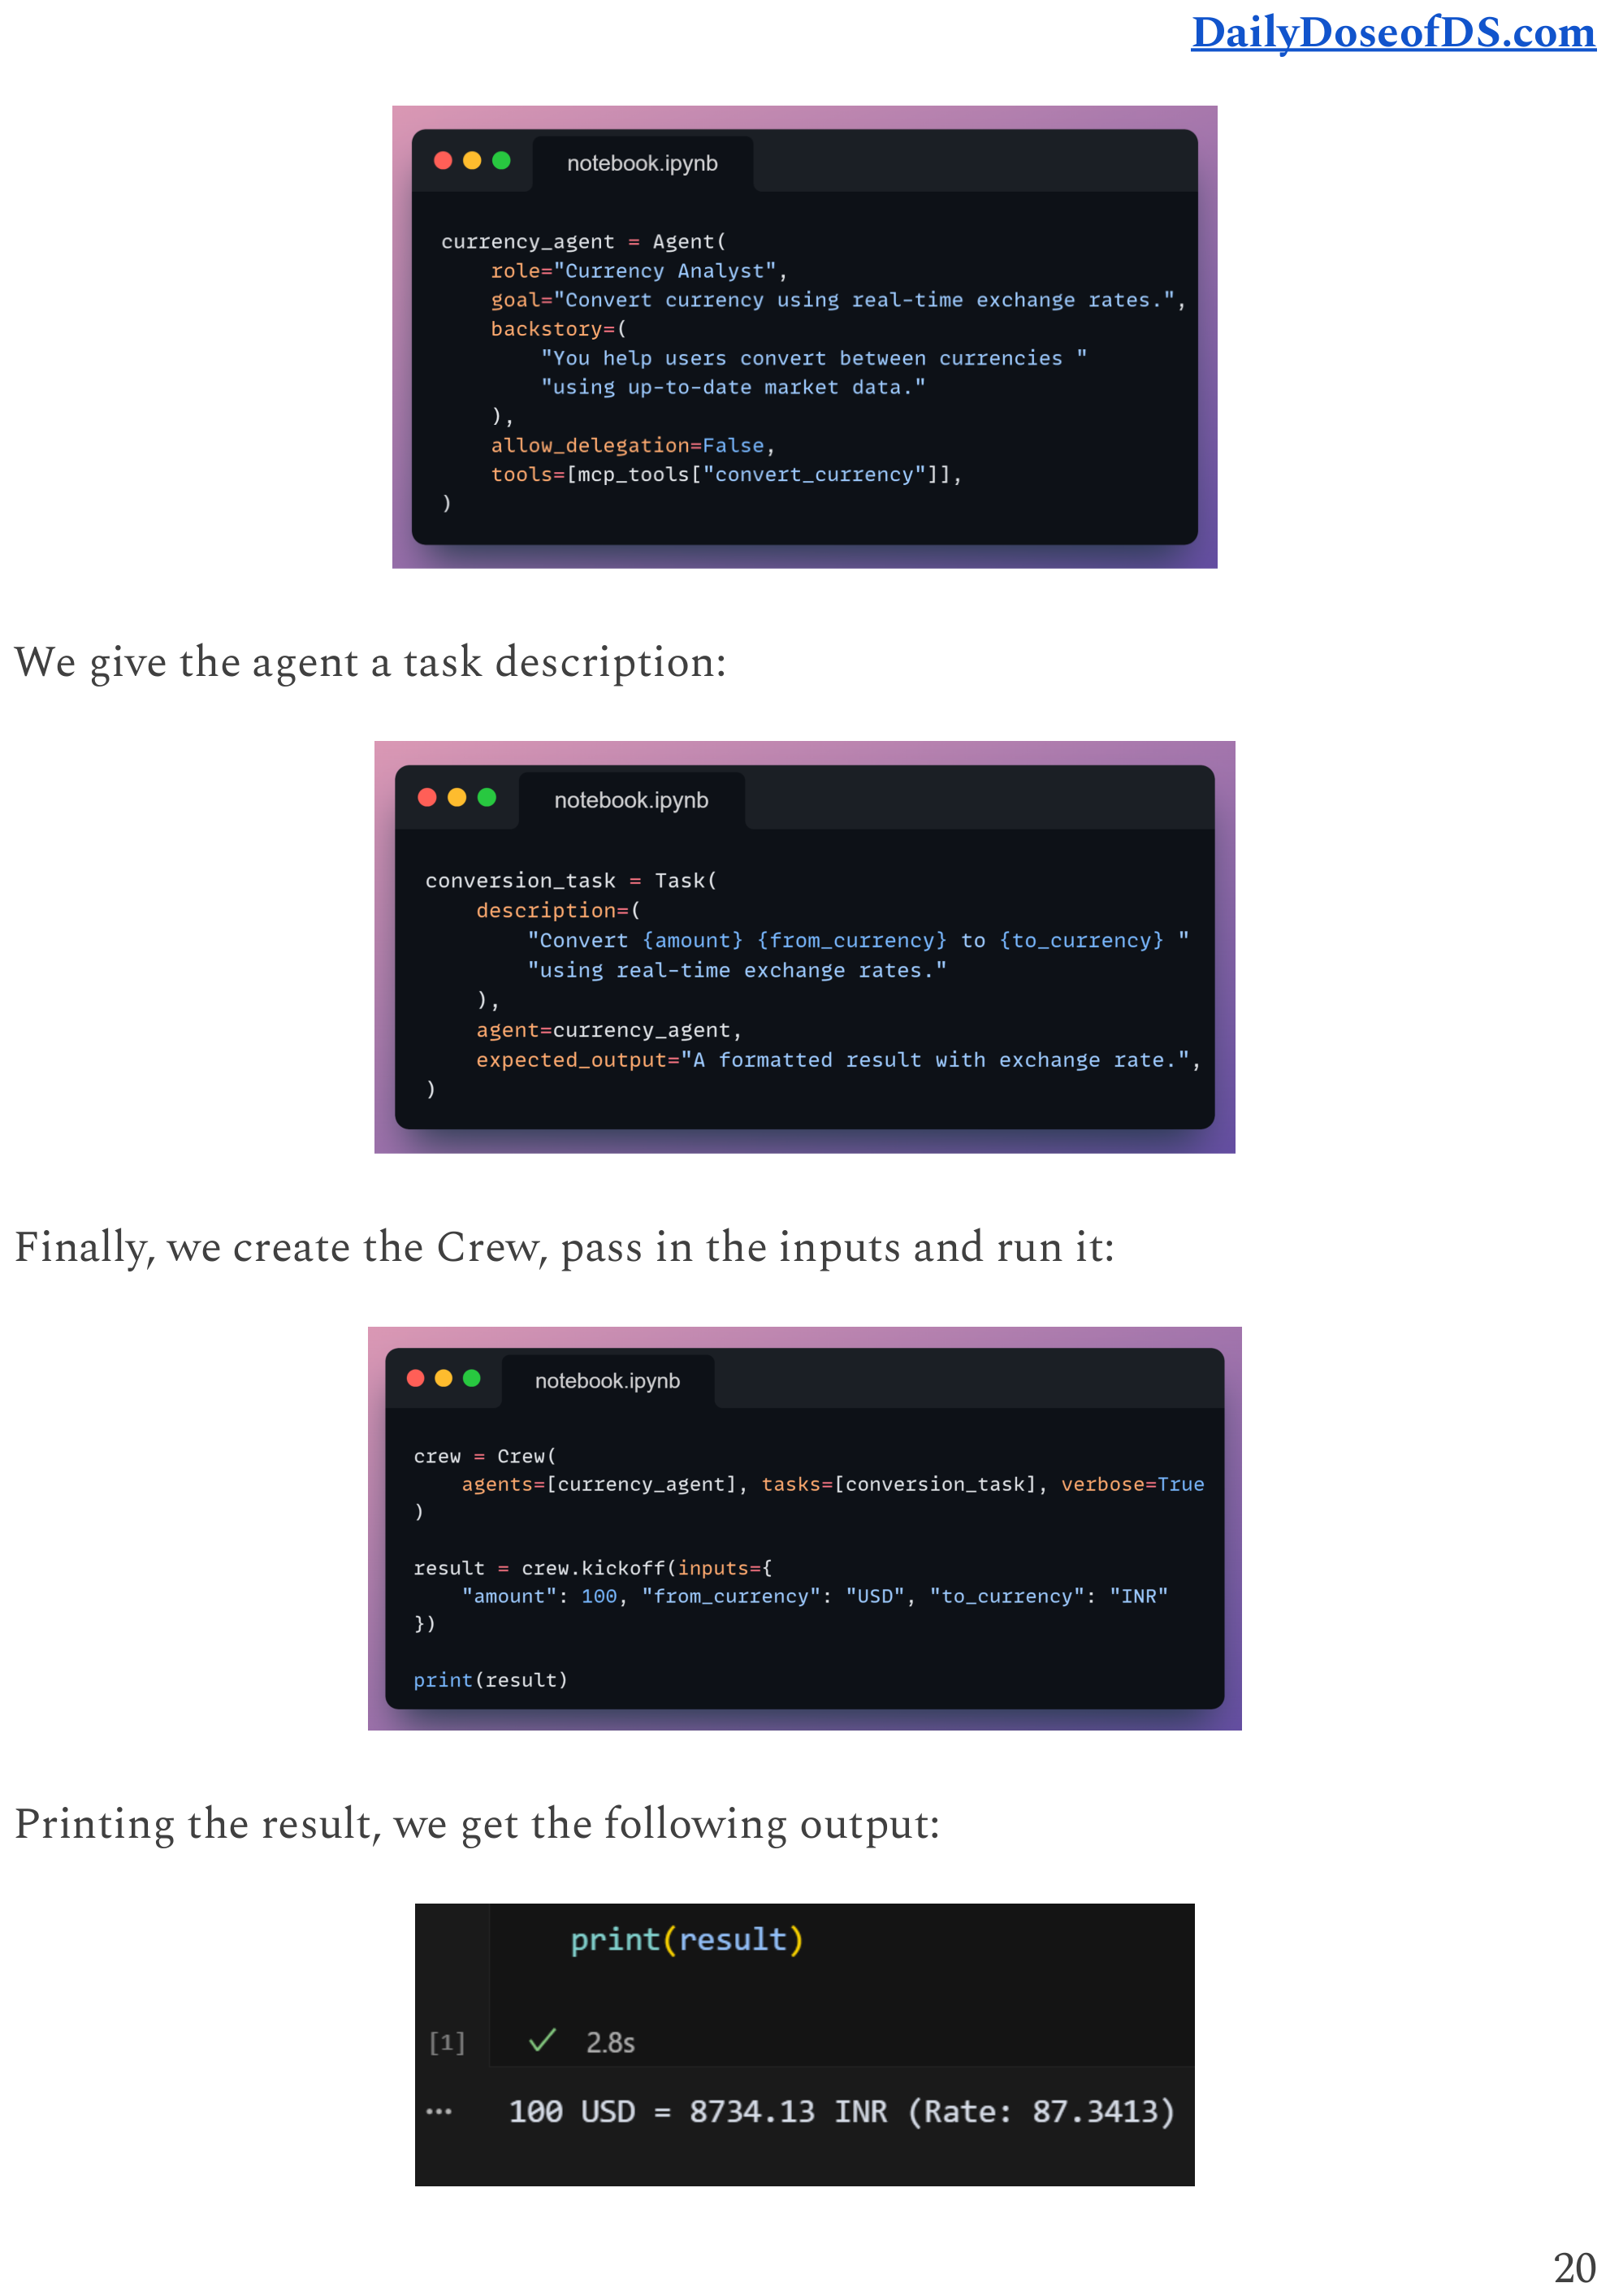 DailyDoseofDS.com
notebook.ipynb
currency_agent = Agent(
    role="Currency Analyst",
    goal="Convert currency using real-time exchange rates.",
    backstory=(
        "You help users convert between currencies "
        "using up-to-date market data."
    ),
    allow_delegation=False,
    tools=[mcp_tools["convert_currency"]],
)
We give the agent a task description:
notebook.ipynb
conversion_task = Task(
    description=(
        "Convert {amount} {from_currency} to {to_currency} "
        "using real-time exchange rates."
    ),
    agent=currency_agent,
    expected_output="A formatted result with exchange rate.",
)
Finally, we create the Crew, pass in the inputs and run it:
notebook.ipynb
crew = Crew(
    agents=[currency_agent], tasks=[conversion_task], verbose=True
)
result = crew.kickoff(inputs={
    "amount": 100, "from_currency": "USD", "to_currency": "INR"
})
print(result)
Printing the result, we get the following output:
print(result)
[1] ✓ 2.8s
... 100 USD = 8734.13 INR (Rate: 87.3413)
20